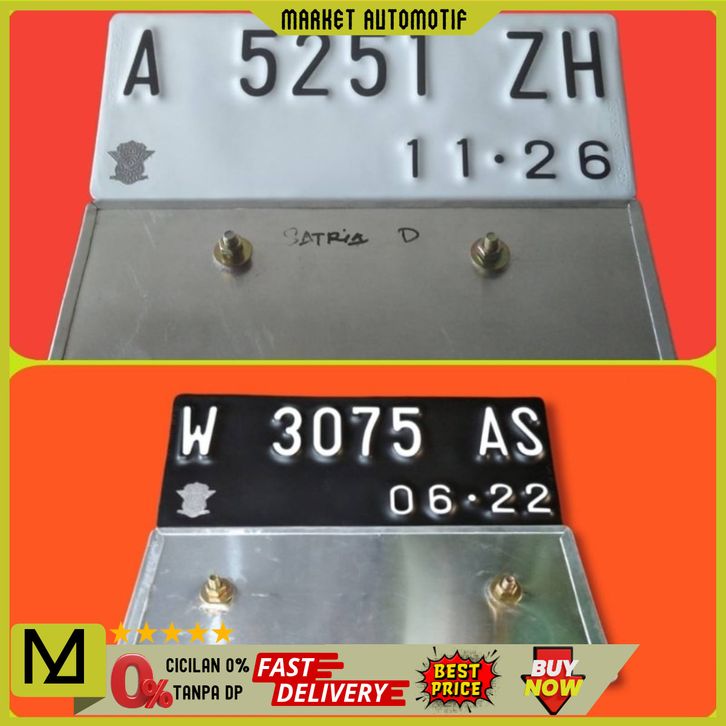 MARKET AUTOMOTIF
A 5251 ZH
11·26
SATRIA D
W 3075 AS
06·22
M
0%
CICILAN 0%
TANPA DP
FAST
DELIVERY
BEST
PRICE
BUY
NOW